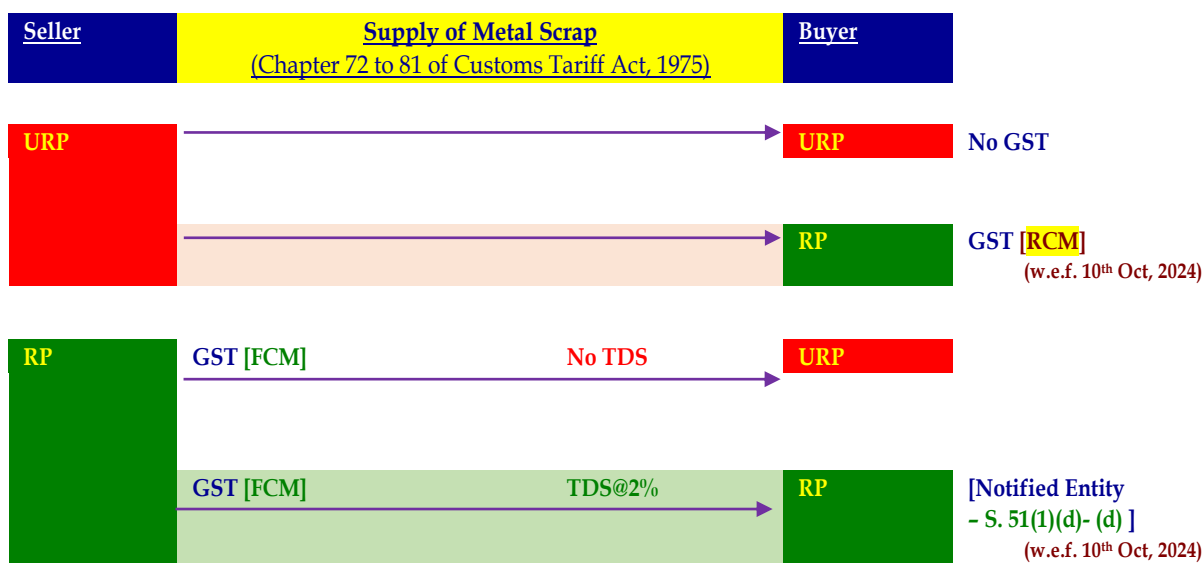 Seller
Supply of Metal Scrap
(Chapter 72 to 81 of Customs Tariff Act, 1975)
Buyer
URP
URP
No GST
RP
GST [RCM]
(w.e.f. 10th Oct, 2024)
RP
GST [FCM]
No TDS
URP
GST [FCM]
TDS@2%
RP
[Notified Entity
– S. 51(1)(d)- (d) ]
(w.e.f. 10th Oct, 2024)